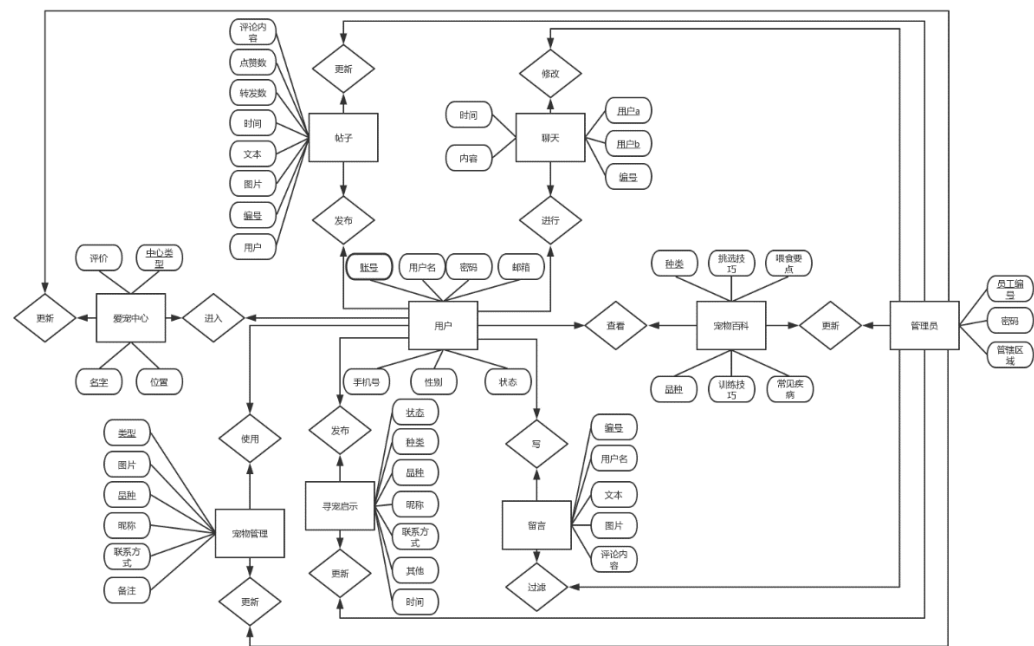 评论内
容
点赞数
转发数
时间
文本
图片
编号
用户
更新
帖子
发布
修改
时间
内容
聊天
用户a
用户b
编号
进行
账号
用户名
密码
邮箱
用户
手机号
性别
状态
评价
中心类
型
更新
爱宠中心
进入
名字
位置
查看
种类
挑选技
巧
喂食要
点
宠物百科
品种
训练技
巧
常见疾
病
更新
管理员
员工编
号
密码
管辖区
域
使用
类型
图片
品种
昵称
联系方
式
备注
宠物管理
更新
发布
寻宠启示
状态
种类
品种
昵称
联系方
式
其他
时间
更新
写
留言
编号
用户名
文本
图片
评论内
容
过滤